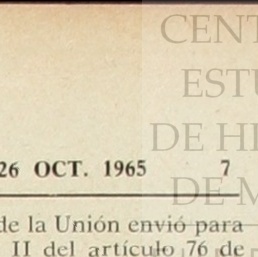 CENT
ESTU
DE HI
DE M
26 OCT. 1965 7
de la Unión envió para
II del artículo 76 de